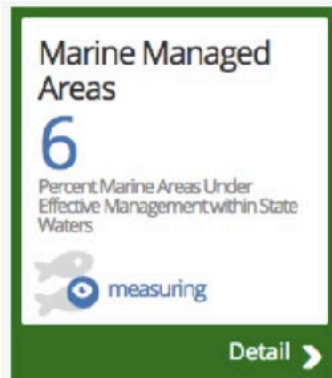 Marine Managed
Areas
6
Percent Marine Areas Under
Effective Management within State
Waters
measuring
Detail